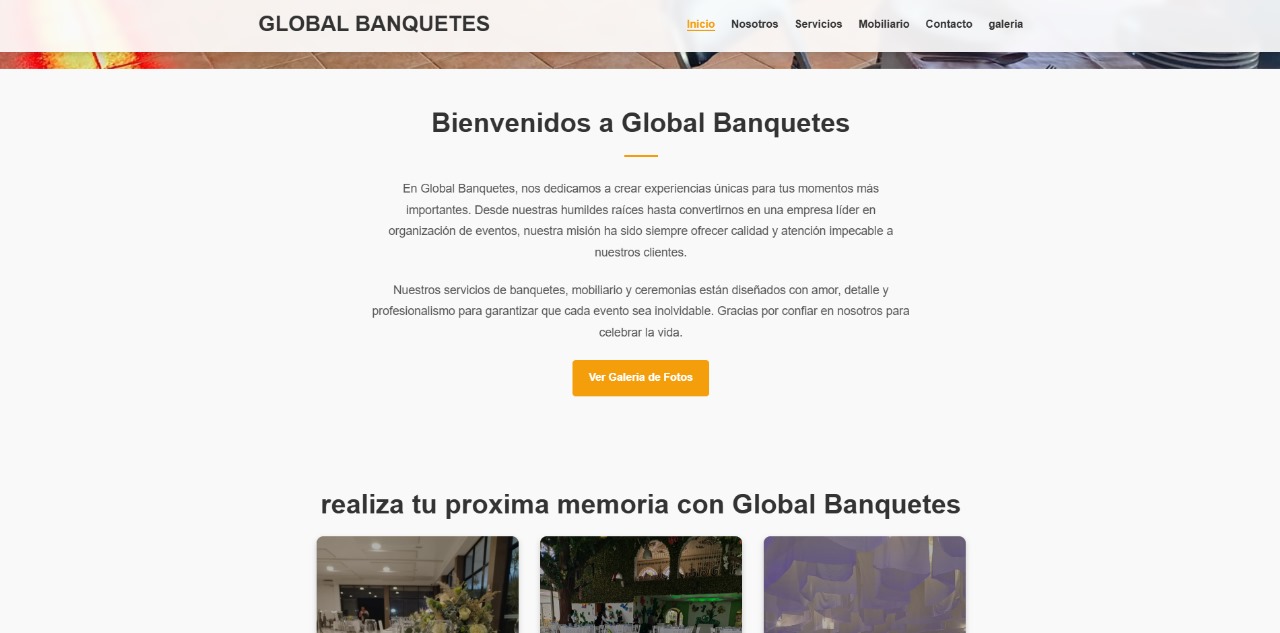 GLOBAL BANQUETES
Inicio Nosotros Servicios Mobiliario Contacto galeria
Bienvenidos a Global Banquetes
En Global Banquetes, nos dedicamos a crear experiencias únicas para tus momentos más
importantes. Desde nuestras humildes raíces hasta convertirnos en una empresa líder en
organización de eventos, nuestra misión ha sido siempre ofrecer calidad y atención impecable a
nuestros clientes.
Nuestros servicios de banquetes, mobiliario y ceremonias están diseñados con amor, detalle y
profesionalismo para garantizar que cada evento sea inolvidable. Gracias por confiar en nosotros para
celebrar la vida.
Ver Galeria de Fotos
realiza tu proxima memoria con Global Banquetes